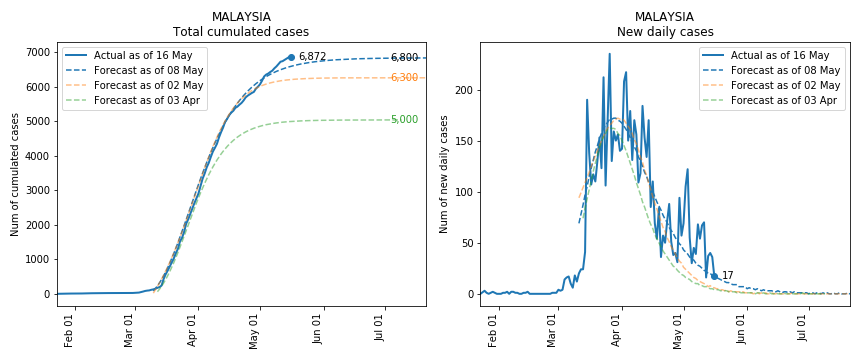 MALAYSIA
Total cumulated cases
Num of cumulated cases
7000
6000
5000
4000
3000
2000
1000
0
Actual as of 16 May
Forecast as of 08 May
Forecast as of 02 May
Forecast as of 03 Apr
6,872
6,800
6,300
5,000
Feb 01
Mar 01
Apr 01
May 01
Jun 01
Jul 01
MALAYSIA
New daily cases
Num of new daily cases
200
150
100
50
0
Actual as of 16 May
Forecast as of 08 May
Forecast as of 02 May
Forecast as of 03 Apr
17
Feb 01
Mar 01
Apr 01
May 01
Jun 01
Jul 01